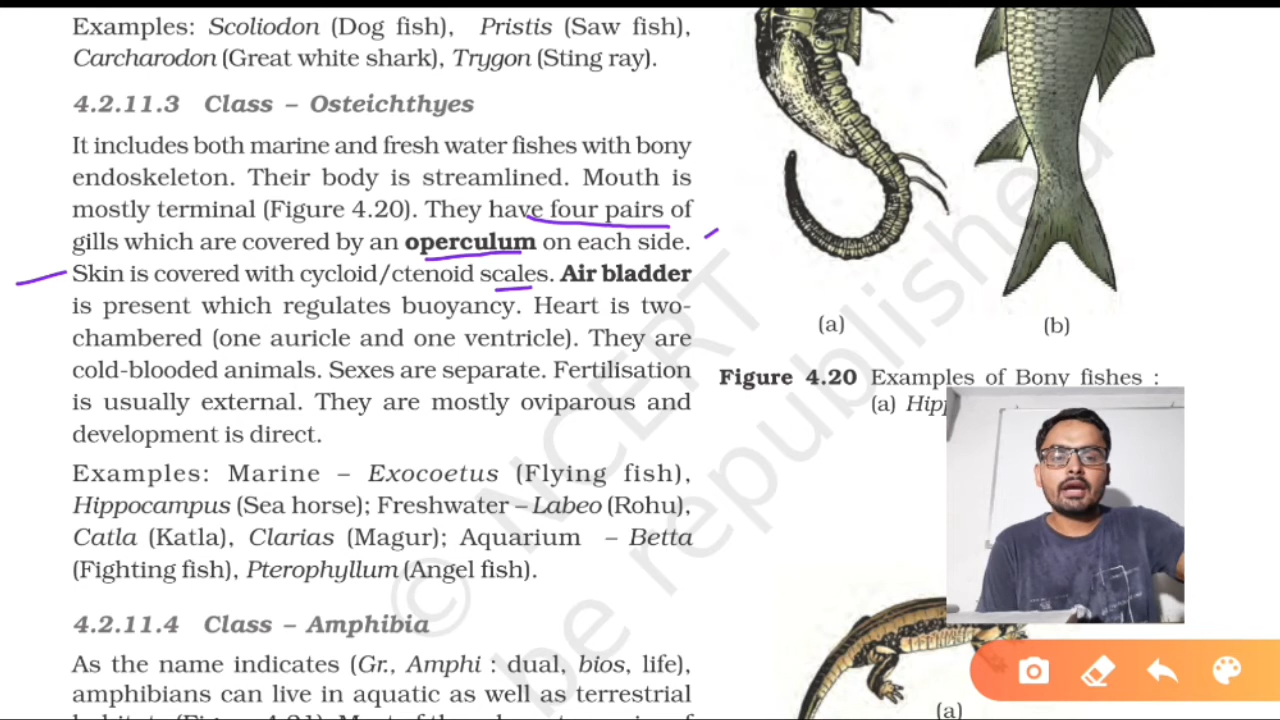 Examples: Scoliodon (Dog fish), Pristis (Saw fish),
Carcharodon (Great white shark), Trygon (Sting ray).
4.2.11.3 Class – Osteichthyes
It includes both marine and fresh water fishes with bony
endoskeleton. Their body is streamlined. Mouth is
mostly terminal (Figure 4.20). They have four pairs of
gills which are covered by an operculum on each side.
Skin is covered with cycloid/ctenoid scales. Air bladder
is present which regulates buoyancy. Heart is two-
chambered (one auricle and one ventricle). They are
cold-blooded animals. Sexes are separate. Fertilisation
is usually external. They are mostly oviparous and
development is direct.
Examples: Marine – Exocoetus (Flying fish),
Hippocampus (Sea horse); Freshwater – Labeo (Rohu),
Catla (Katla), Clarias (Magur); Aquarium – Betta
(Fighting fish), Pterophyllum (Angel fish).
4.2.11.4 Class – Amphibia
As the name indicates (Gr., Amphi : dual, bios, life),
amphibians can live in aquatic as well as terrestrial
(a)
(b)
Figure 4.20 Examples of Bony fishes :
(a)
(a)
© NCERT
be republished